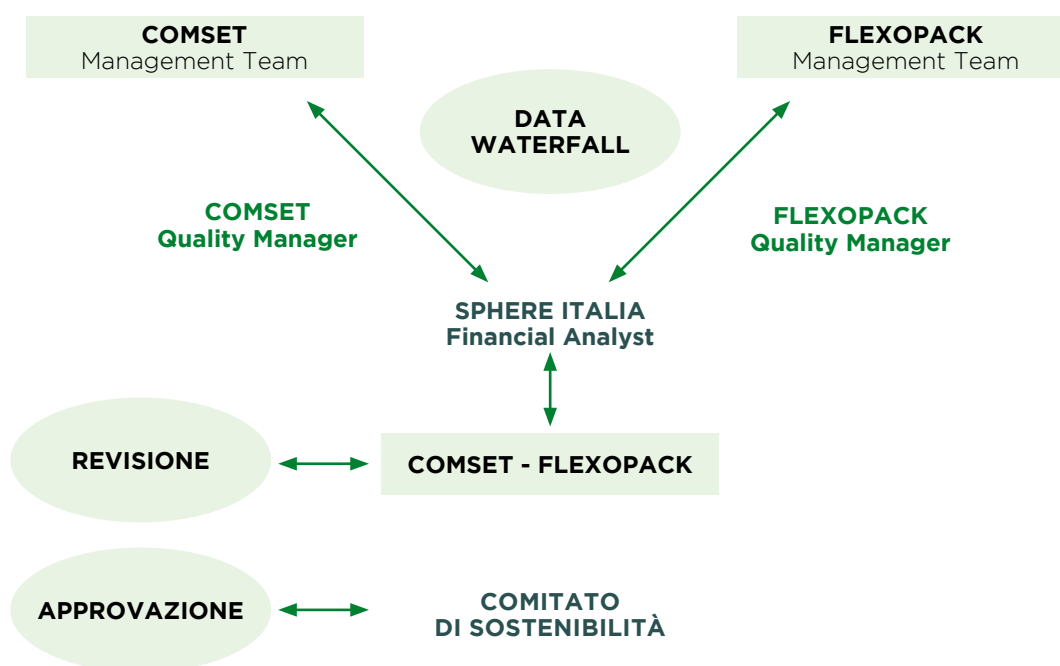 COMSET
Management Team
FLEXOPACK
Management Team
DATA
WATERFALL
COMSET
Quality Manager
FLEXOPACK
Quality Manager
SPHERE ITALIA
Financial Analyst
REVISIONE
COMSET - FLEXOPACK
APPROVAZIONE
COMITATO
DI SOSTENIBILITÀ